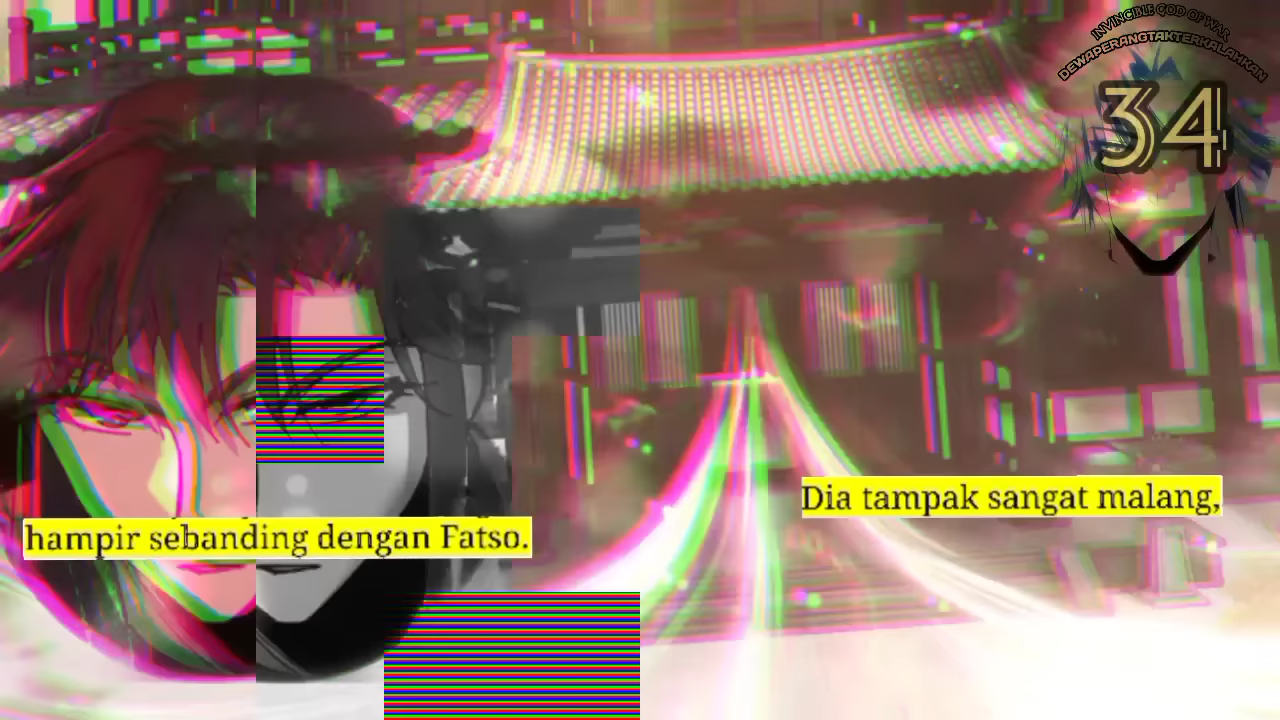 INVINCIBLE GOD OF WAR
DEWAPERANGTAKTERKALAHKAN
34
Dia tampak sangat malang,
hampir sebanding dengan Fatso.